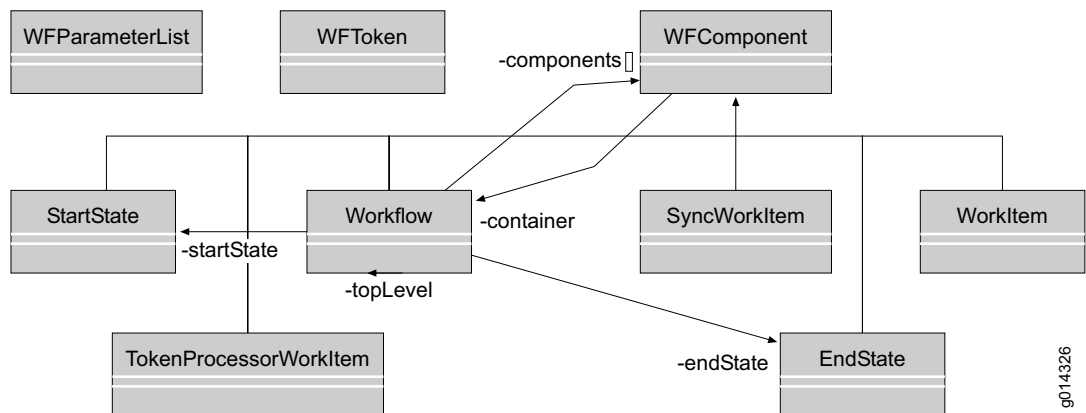 WFParameterList
WFToken
WFComponent
-components[]
StartState
Workflow
SyncWorkItem
WorkItem
-container
-startState
-topLevel
TokenProcessorWorkItem
-endState
EndState
g014326